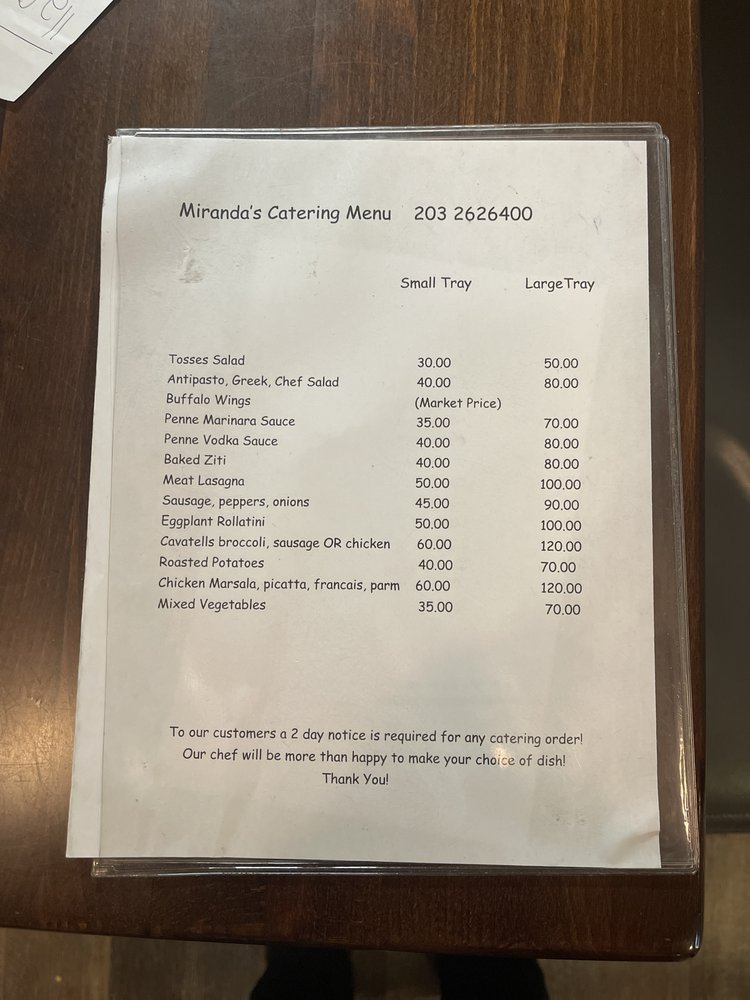 Miranda's Catering Menu 203 2626400
Small Tray LargeTray
Tosses Salad 30.00 50.00
Antipasto, Greek, Chef Salad 40.00 80.00
Buffalo Wings (Market Price)
Penne Marinara Sauce 35.00 70.00
Penne Vodka Sauce 40.00 80.00
Baked Ziti 40.00 80.00
Meat Lasagna 50.00 100.00
Sausage, peppers, onions 45.00 90.00
Eggplant Rollatini 50.00 100.00
Cavatells broccoli, sausage OR chicken 60.00 120.00
Roasted Potatoes 40.00 70.00
Chicken Marsala, picatta, francais, parm 60.00 120.00
Mixed Vegetables 35.00 70.00
To our customers a 2 day notice is required for any catering order!
Our chef will be more than happy to make your choice of dish!
Thank You!